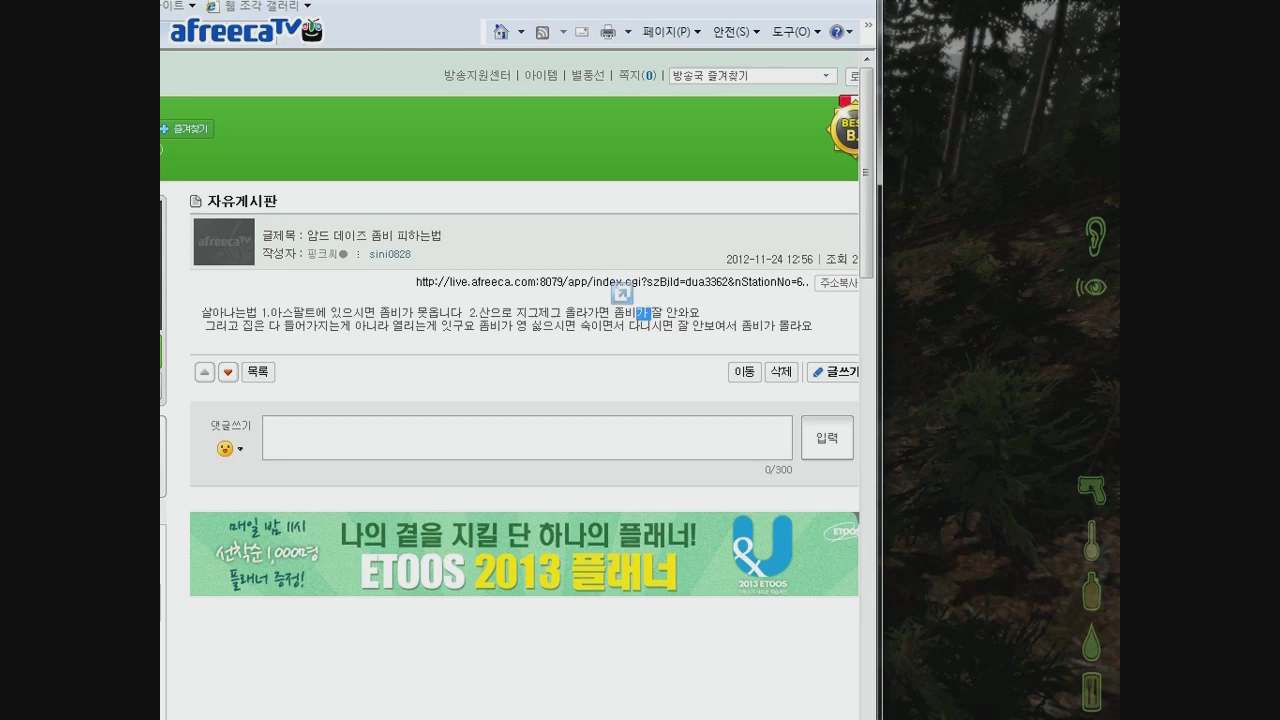 이트 웹 조각 갤러리
afreecaTV
페이지(P) 안전(S) 도구(O)
방송지원센터 | 아이템 | 별풍선 | 쪽지(0) | 방송국 즐겨찾기
즐겨찾기
BES
B.
자유게시판
afreecaTV
글제목 : 암드 데이즈 좀비 피하는법
작성자 : 핑크씨● : sini0828
2012-11-24 12:56 | 조회 2
http://live.afreeca.com:8079/app/index.cgi?szBjId=dua3362&nStationNo=6..
주소복사
살아나는법 1.아스팔트에 있으시면 좀비가 못옵니다 2.산으로 지그제그 올라가면 좀비가 잘 안와요
그리고 집은 다 들어가지는게 아니라 열리는게 잇구요 좀비가 영 싫으시면 숙이면서 다니시면 잘 안보여서 좀비가 몰라요
목록
이동 삭제 글쓰기
댓글쓰기
입력
0/300
매일 밤 11시
선착순 1,000명
플래너 증정!
나의 곁을 지킬 단 하나의 플래너!
ETOOS 2013 플래너
&U
2013 ETOOS
ETOOS